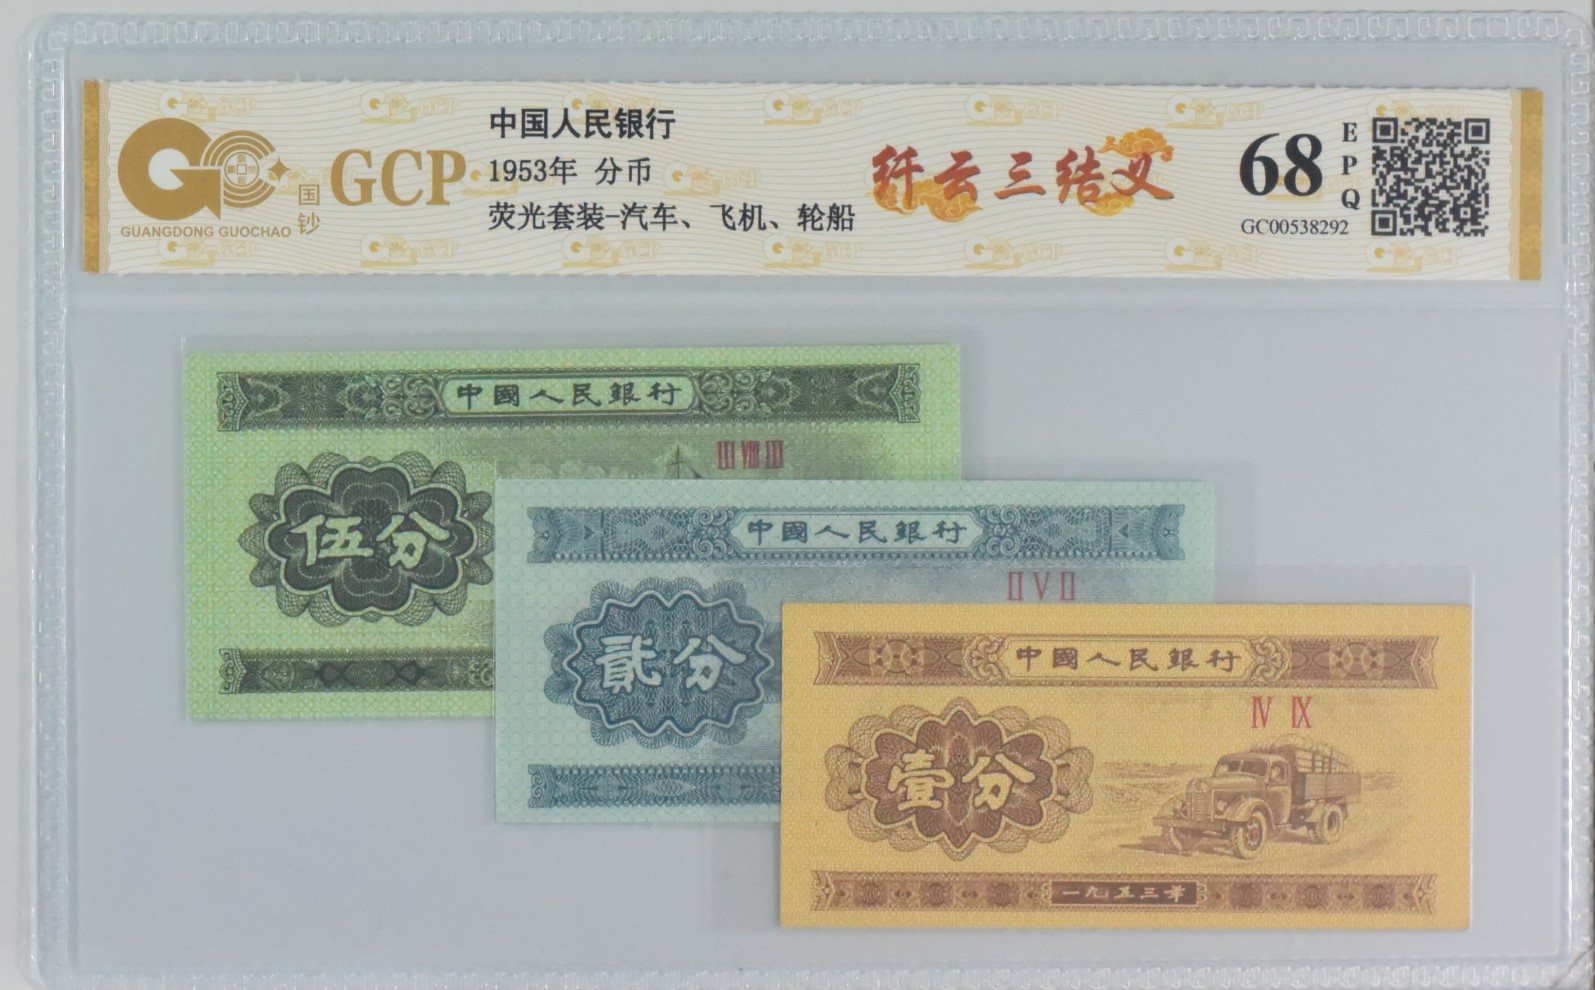 GCP
国
钞
GUANGDONG GUOCHAO
中国人民银行
1953年 分币
荧光套装-汽车、飞机、轮船
纤云三结义
68
EPQ
GC00538292
中國人民銀行
III VIII III
伍分
中國人民銀行
II V II
貳分
中國人民銀行
IV IX
壹分
一九五三年